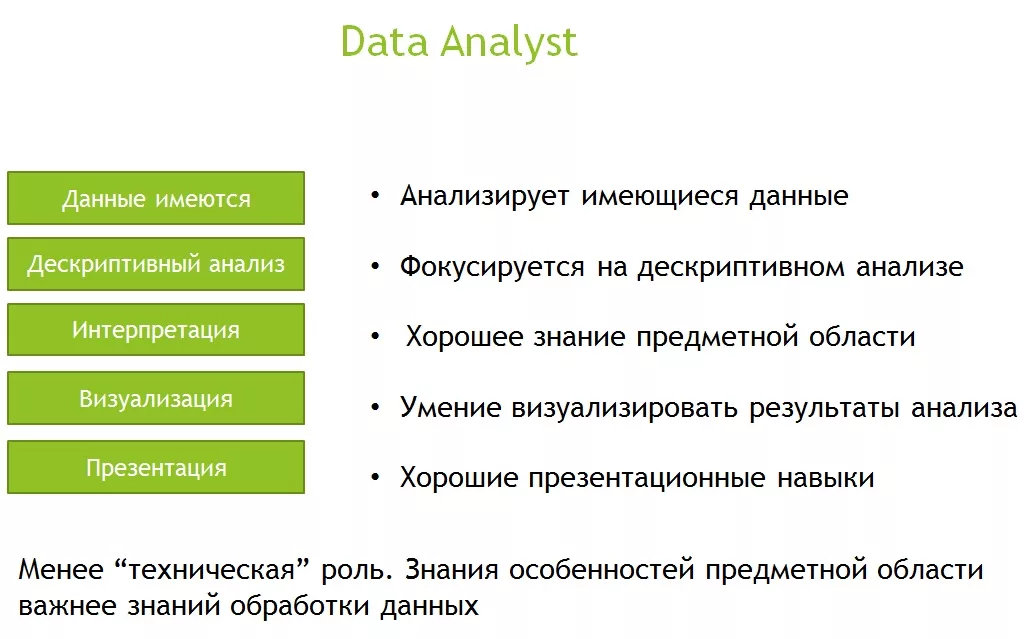 Data Analyst
Данные имеются
• Анализирует имеющиеся данные
Дескриптивный анализ
• Фокусируется на дескриптивном анализе
Интерпретация
• Хорошее знание предметной области
Визуализация
• Умение визуализировать результаты анализа
Презентация
• Хорошие презентационные навыки
Менее “техническая” роль. Знания особенностей предметной области
важнее знаний обработки данных